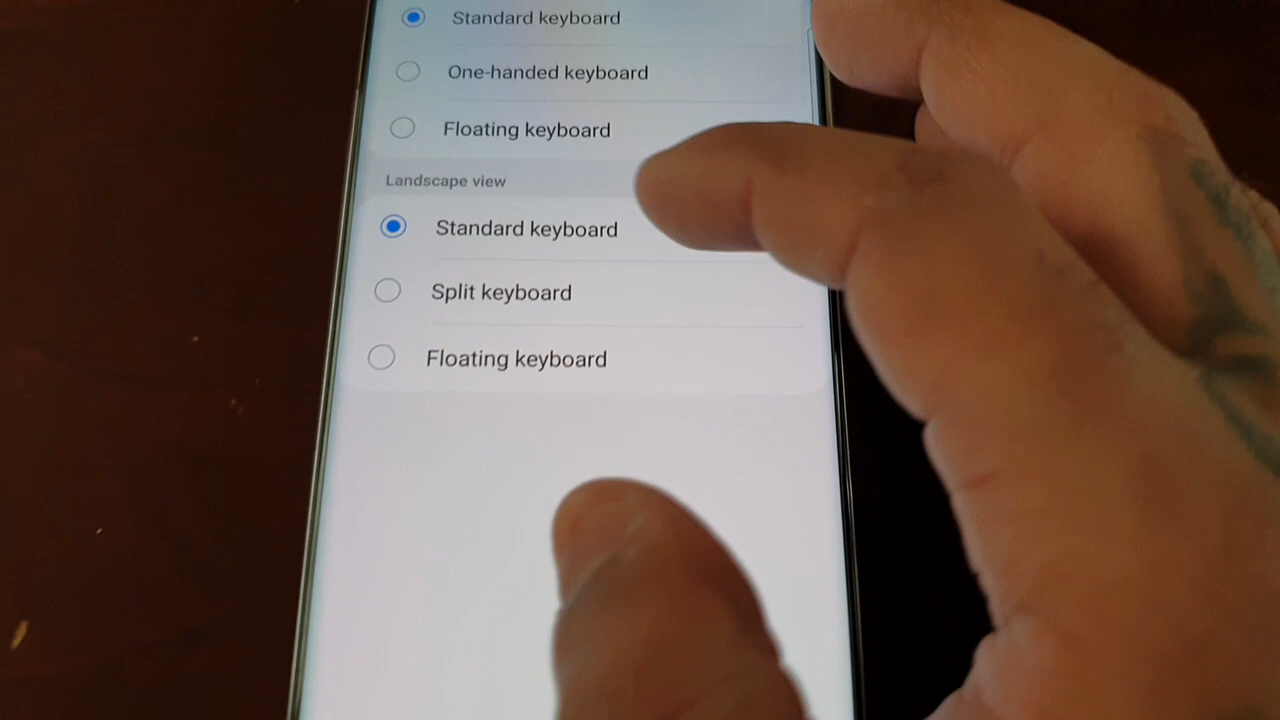 Standard keyboard
One-handed keyboard
Floating keyboard
Landscape view
Standard keyboard
Split keyboard
Floating keyboard